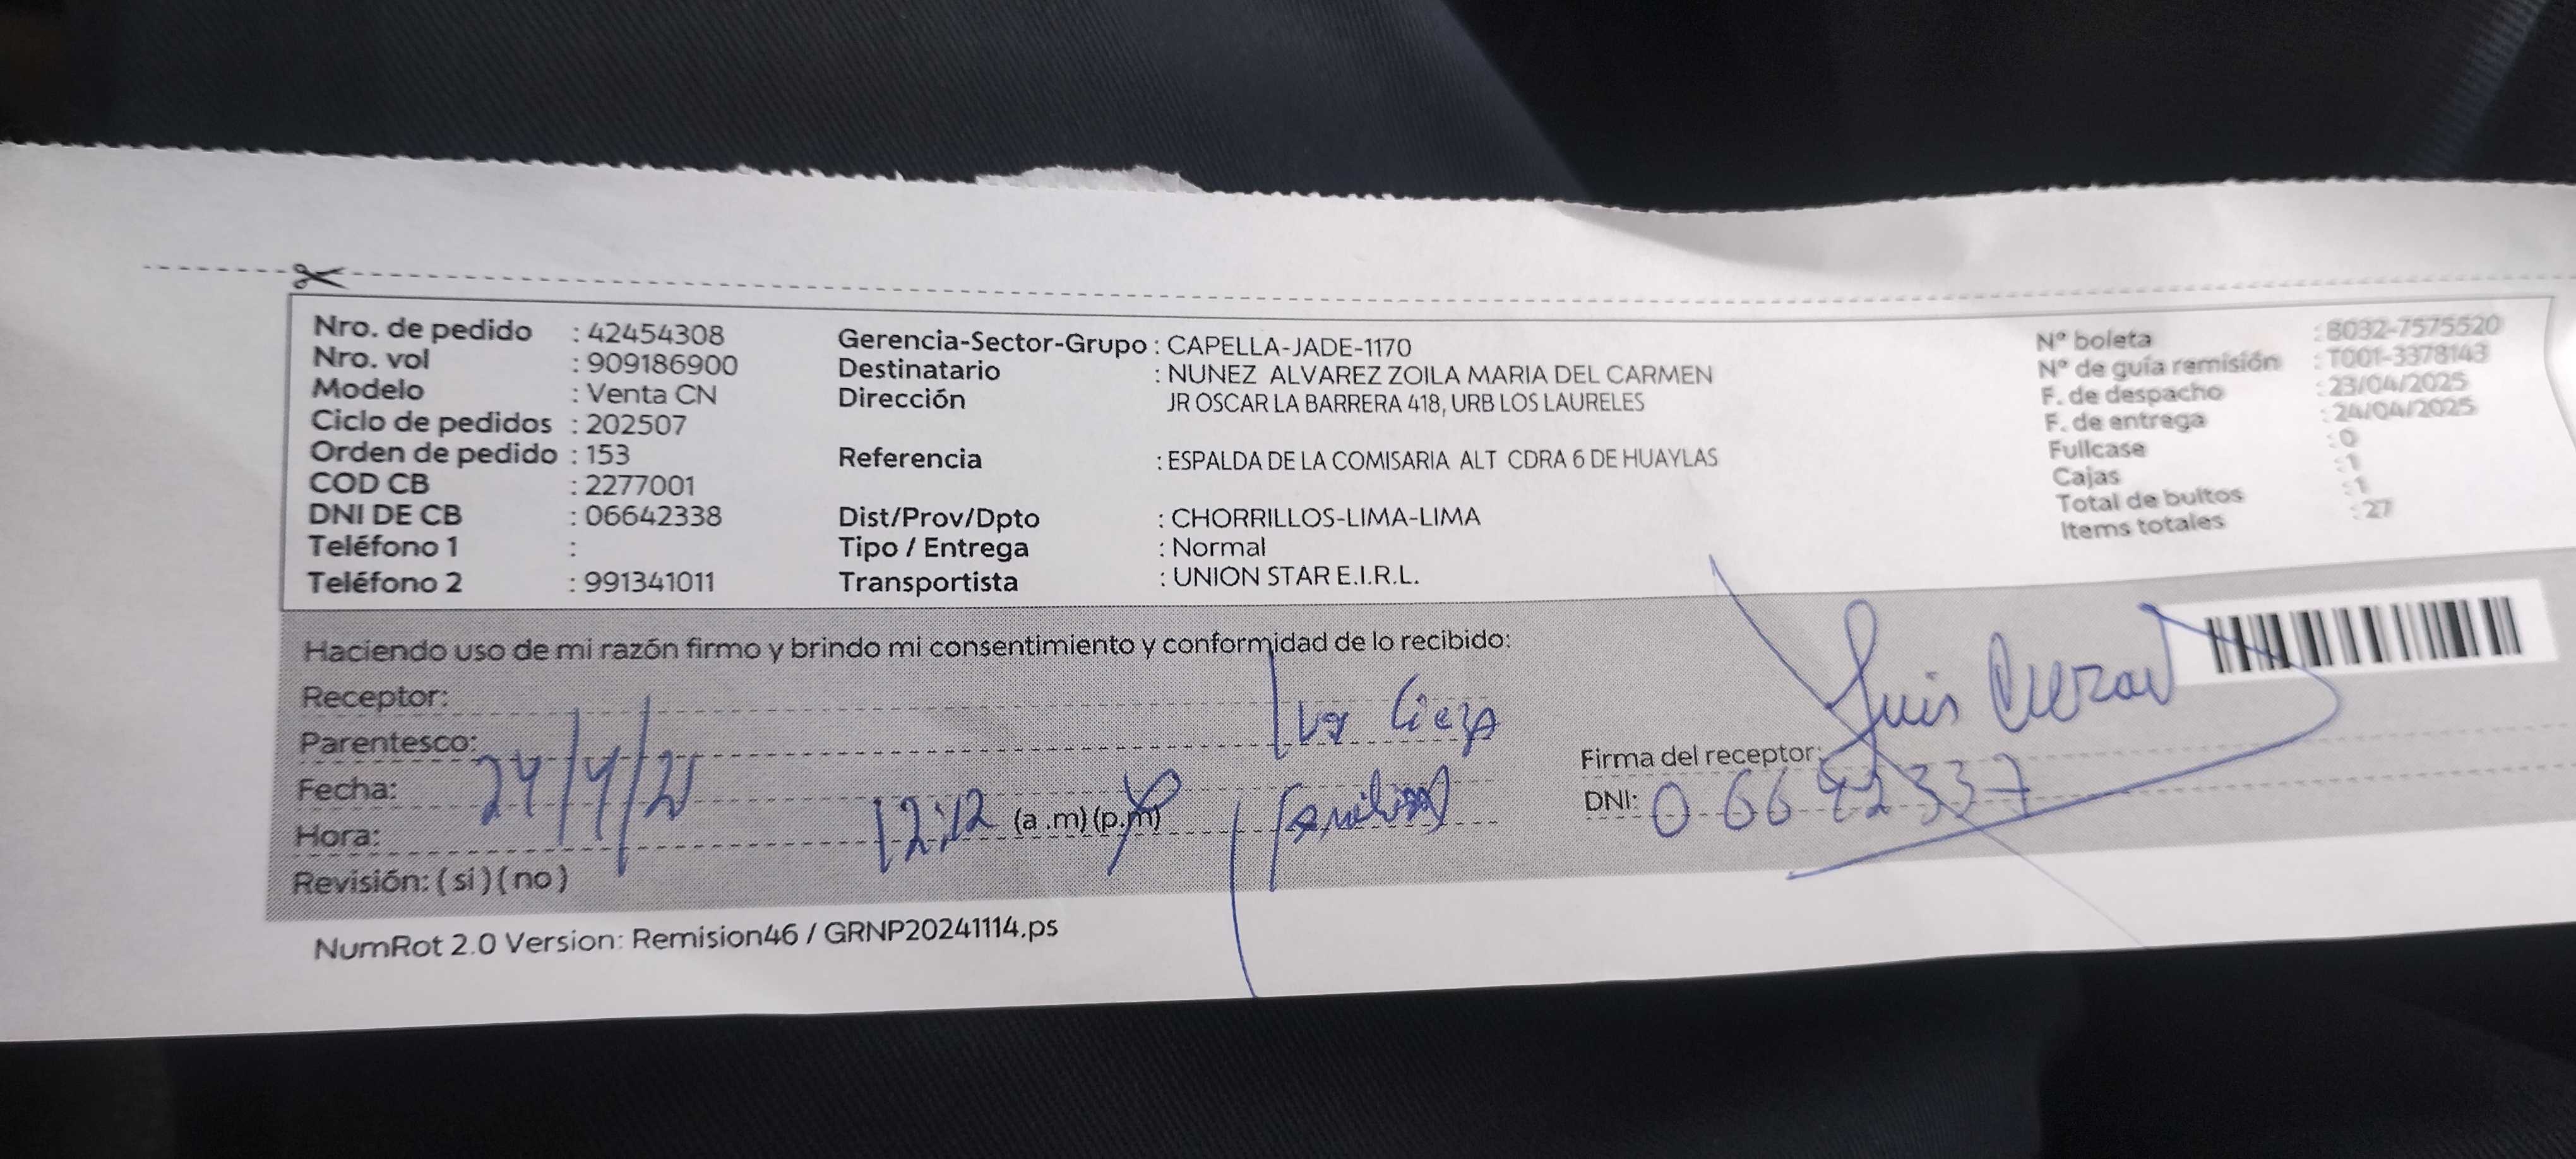 Nro. de pedido : 42454308
Nro. vol : 909186900
Modelo : Venta CN
Ciclo de pedidos : 202507
Orden de pedido : 153
COD CB : 2277001
DNI DE CB : 06642338
Teléfono 1 :
Teléfono 2 : 991341011
Gerencia-Sector-Grupo : CAPELLA-JADE-1170
Destinatario : NUNEZ ALVAREZ ZOILA MARIA DEL CARMEN
Dirección JR OSCAR LA BARRERA 418, URB LOS LAURELES
Referencia : ESPALDA DE LA COMISARIA ALT CDRA 6 DE HUAYLAS
Dist/Prov/Dpto : CHORRILLOS-LIMA-LIMA
Tipo / Entrega : Normal
Transportista : UNION STAR E.I.R.L.
N° boleta : B032-7575520
N° de guía remisión : T001-3378143
F. de despacho : 23/04/2025
F. de entrega : 24/04/2025
Fullcase : 0
Cajas : 1
Total de bultos : 1
Items totales : 27
Haciendo uso de mi razón firmo y brindo mi consentimiento y conformidad de lo recibido:
Receptor:
Parentesco:
Fecha: 24/4/25
Hora: 12:12 (a.m) (p.m)
Revisión: (si) (no)
Luis
Firma del receptor:
DNI: 06642337
NumRot 2.0 Version: Remision46 / GRNP20241114.ps